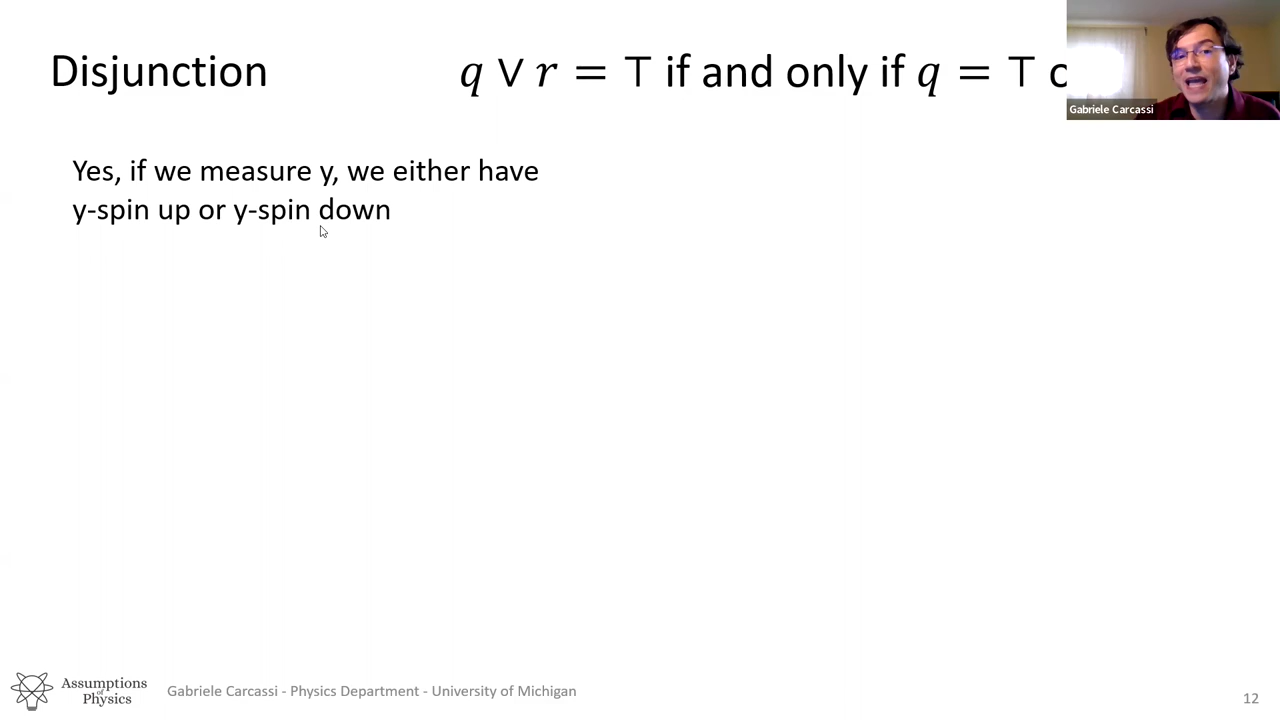 Disjunction
q ∨ r = ⊤ if and only if q = ⊤
Gabriele Carcassi
Yes, if we measure y, we either have
y-spin up or y-spin down
Assumptions
of
Physics
Gabriele Carcassi - Physics Department - University of Michigan
12